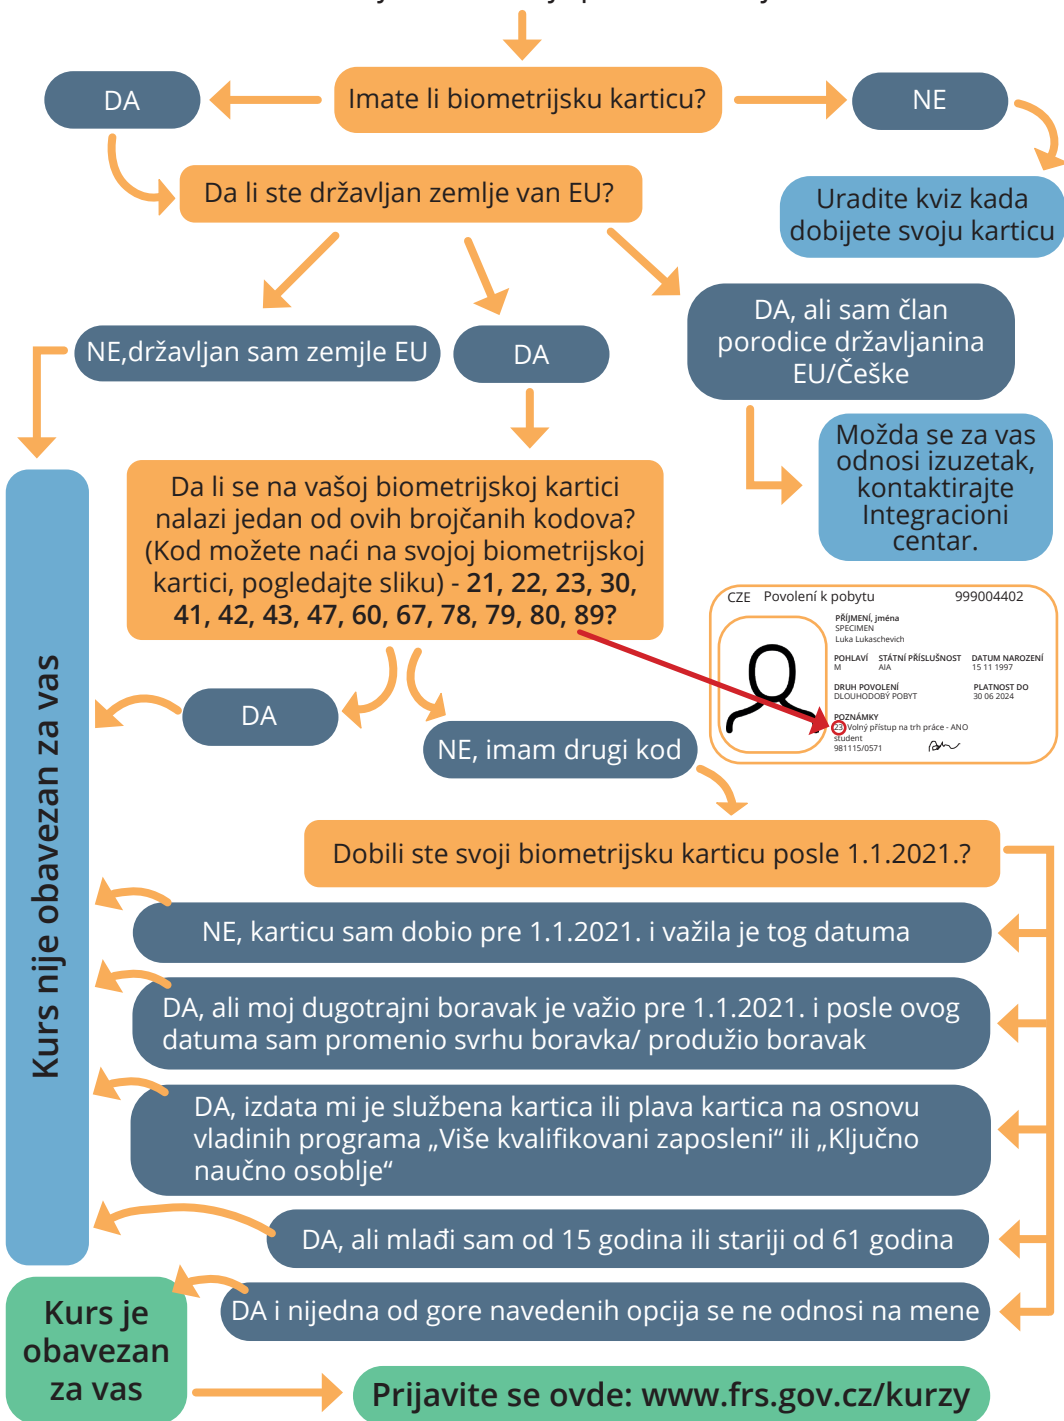 Imate li biometrijsku karticu?
DA
NE
Da li ste državljan zemlje van EU?
Uradite kviz kada
dobijete svoju karticu
NE,državljan sam zemjle EU
DA
DA, ali sam član
porodice državljanina
EU/Češke
Možda se za vas
odnosi izuzetak,
kontaktirajte
Integracioni
centar.
Da li se na vašoj biometrijskoj kartici
nalazi jedan od ovih brojčanih kodova?
(Kod možete naći na svojoj biometrijskoj
kartici, pogledajte sliku) - 21, 22, 23, 30,
41, 42, 43, 47, 60, 67, 78, 79, 80, 89?
CZE Povolení k pobytu 999004402
PŘÍJMENÍ, jména
SPECIMEN
Luka Lukaschevich
POHLAVÍ STÁTNÍ PŘÍSLUŠNOST DATUM NAROZENÍ
M AIA 15 11 1997
DRUH POVOLENÍ PLATNOST DO
DLOUHODOBÝ POBYT 30 06 2024
POZNÁMKY
23 Volný přístup na trh práce - ANO
student
981115/0571
DA
NE, imam drugi kod
Dobili ste svoji biometrijsku karticu posle 1.1.2021.?
NE, karticu sam dobio pre 1.1.2021. i važila je tog datuma
DA, ali moj dugotrajni boravak je važio pre 1.1.2021. i posle ovog
datuma sam promenio svrhu boravka/ produžio boravak
DA, izdata mi je službena kartica ili plava kartica na osnovu
vladinih programa „Više kvalifikovani zaposleni“ ili „Ključno
naučno osoblje“
DA, ali mlađi sam od 15 godina ili stariji od 61 godina
DA i nijedna od gore navedenih opcija se ne odnosi na mene
Kurs nije obavezan za vas
Kurs je
obavezan
za vas
Prijavite se ovde: www.frs.gov.cz/kurzy